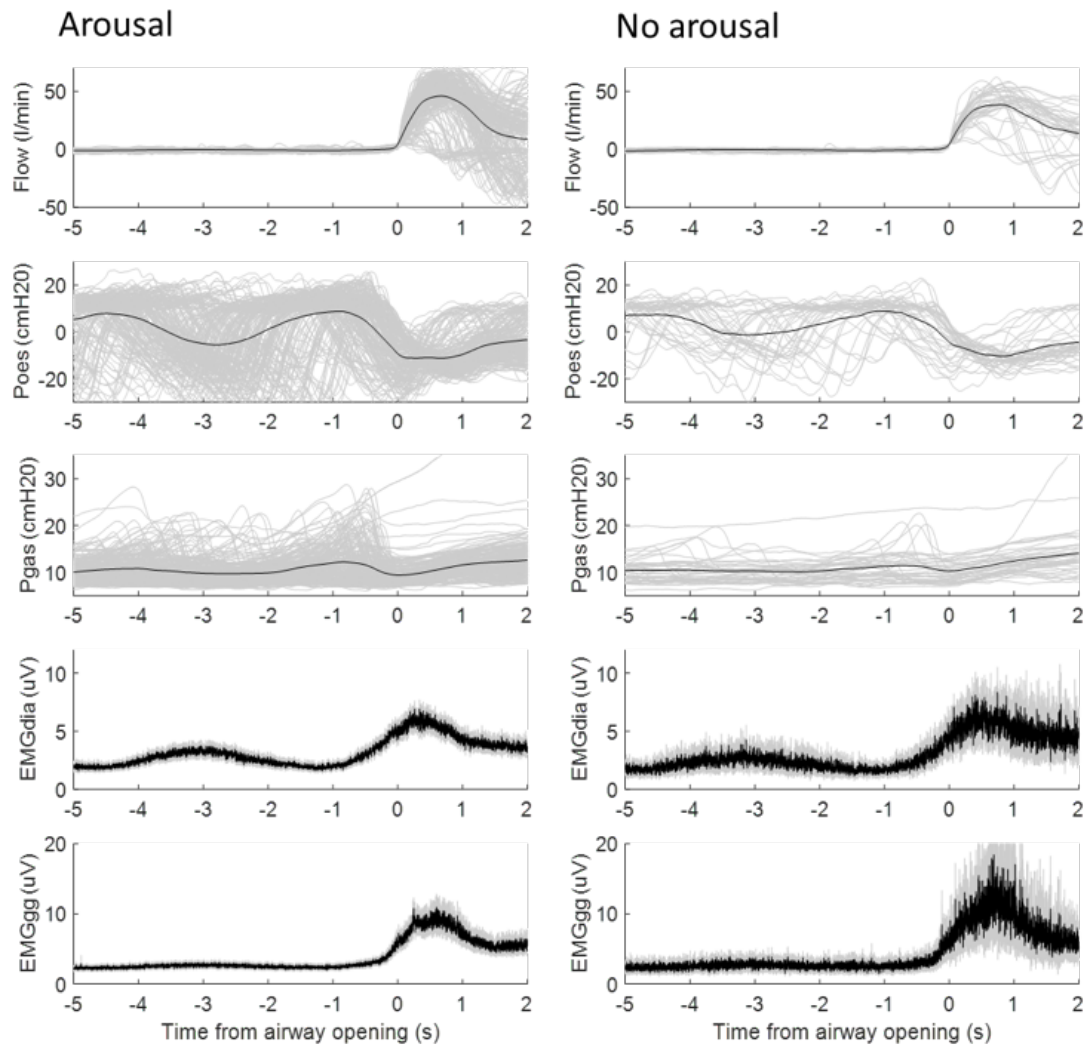 Arousal No arousal
50
0
-50
Flow (l/min)
-5 -4 -3 -2 -1 0 1 2
50
0
-50
Flow (l/min)
-5 -4 -3 -2 -1 0 1 2
20
0
-20
Poes (cmH20)
-5 -4 -3 -2 -1 0 1 2
20
0
-20
Poes (cmH20)
-5 -4 -3 -2 -1 0 1 2
30
20
10
Pgas (cmH20)
-5 -4 -3 -2 -1 0 1 2
30
20
10
Pgas (cmH20)
-5 -4 -3 -2 -1 0 1 2
10
5
0
EMGdia (uV)
-5 -4 -3 -2 -1 0 1 2
10
5
0
EMGdia (uV)
-5 -4 -3 -2 -1 0 1 2
20
10
0
EMGgg (uV)
-5 -4 -3 -2 -1 0 1 2
Time from airway opening (s)
20
10
0
EMGgg (uV)
-5 -4 -3 -2 -1 0 1 2
Time from airway opening (s)